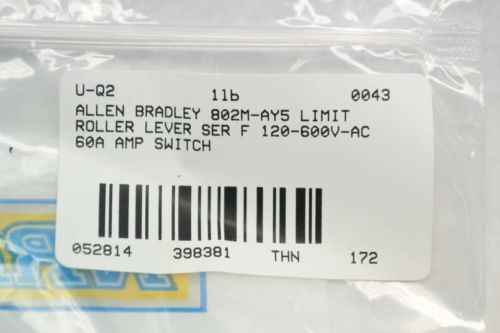 U-Q2 1lb 0043
ALLEN BRADLEY 802M-AY5 LIMIT
ROLLER LEVER SER F 120-600V-AC
60A AMP SWITCH
052814 398381 THN 172